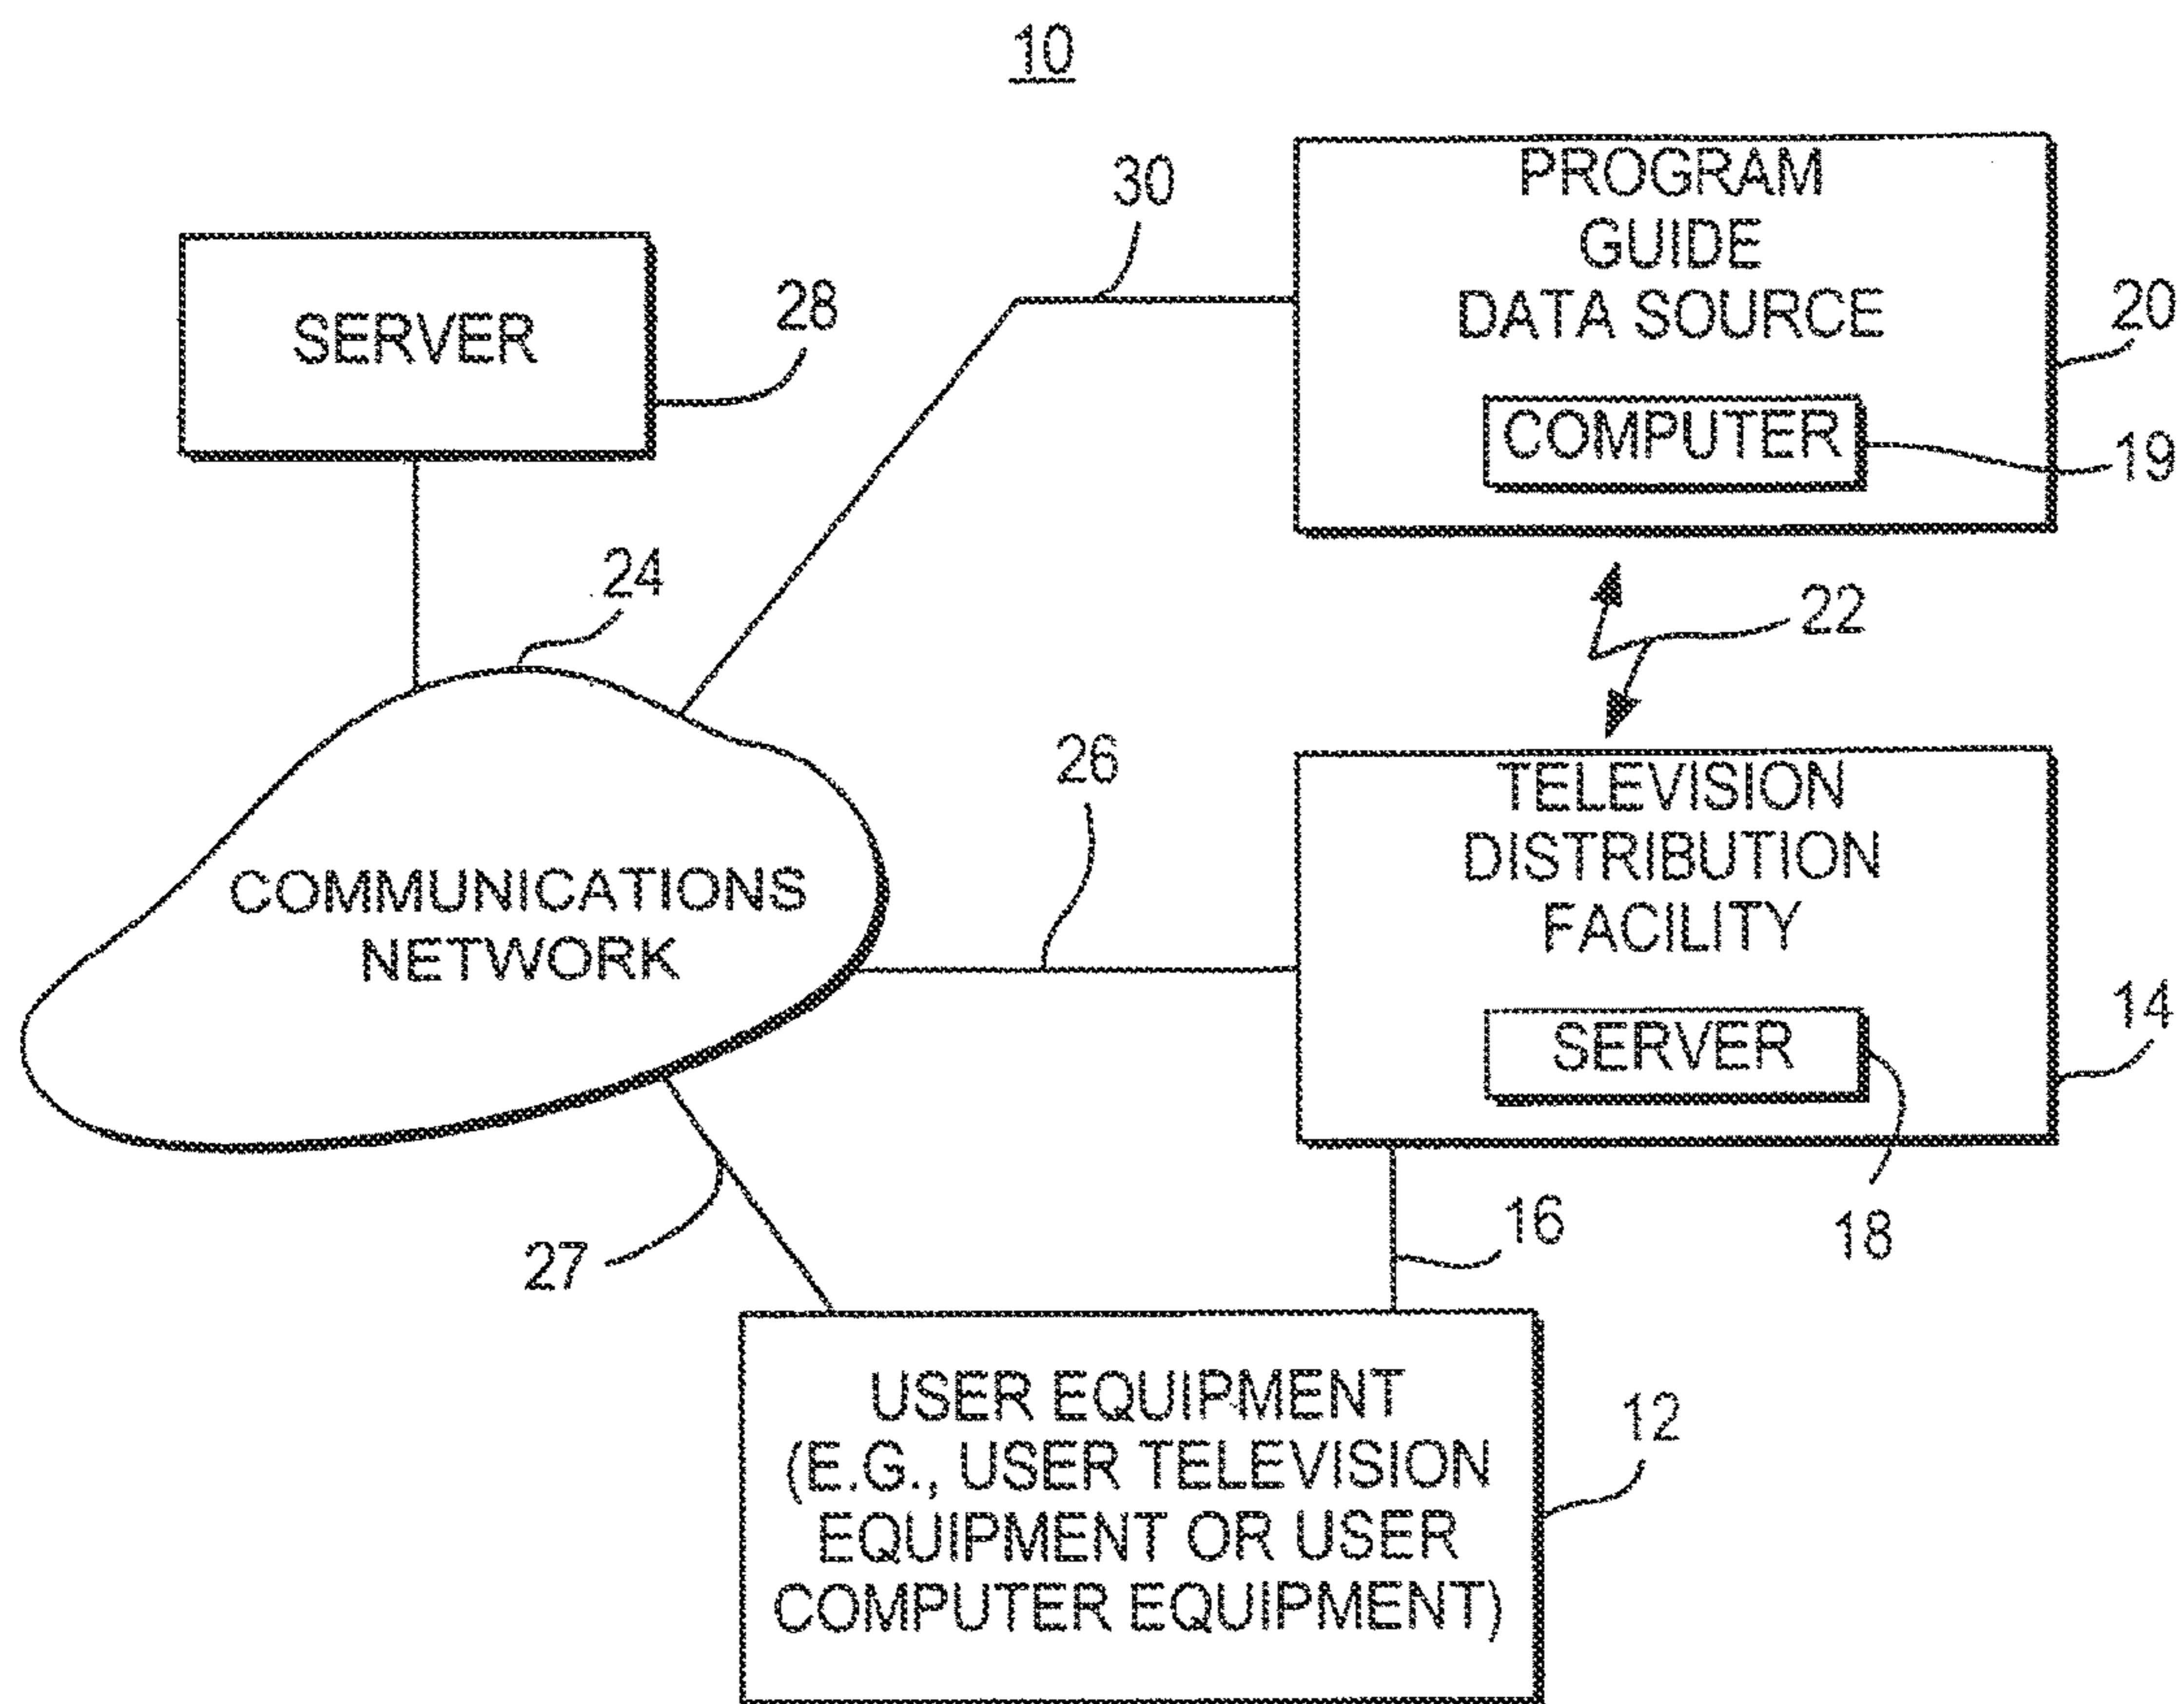 10
PROGRAM
GUIDE
DATA SOURCE
COMPUTER
20
19
30
SERVER
28
24
22
COMMUNICATIONS
NETWORK
26
TELEVISION
DISTRIBUTION
FACILITY
SERVER
14
18
16
27
USER EQUIPMENT
(E.G., USER TELEVISION
EQUIPMENT OR USER
COMPUTER EQUIPMENT)
12